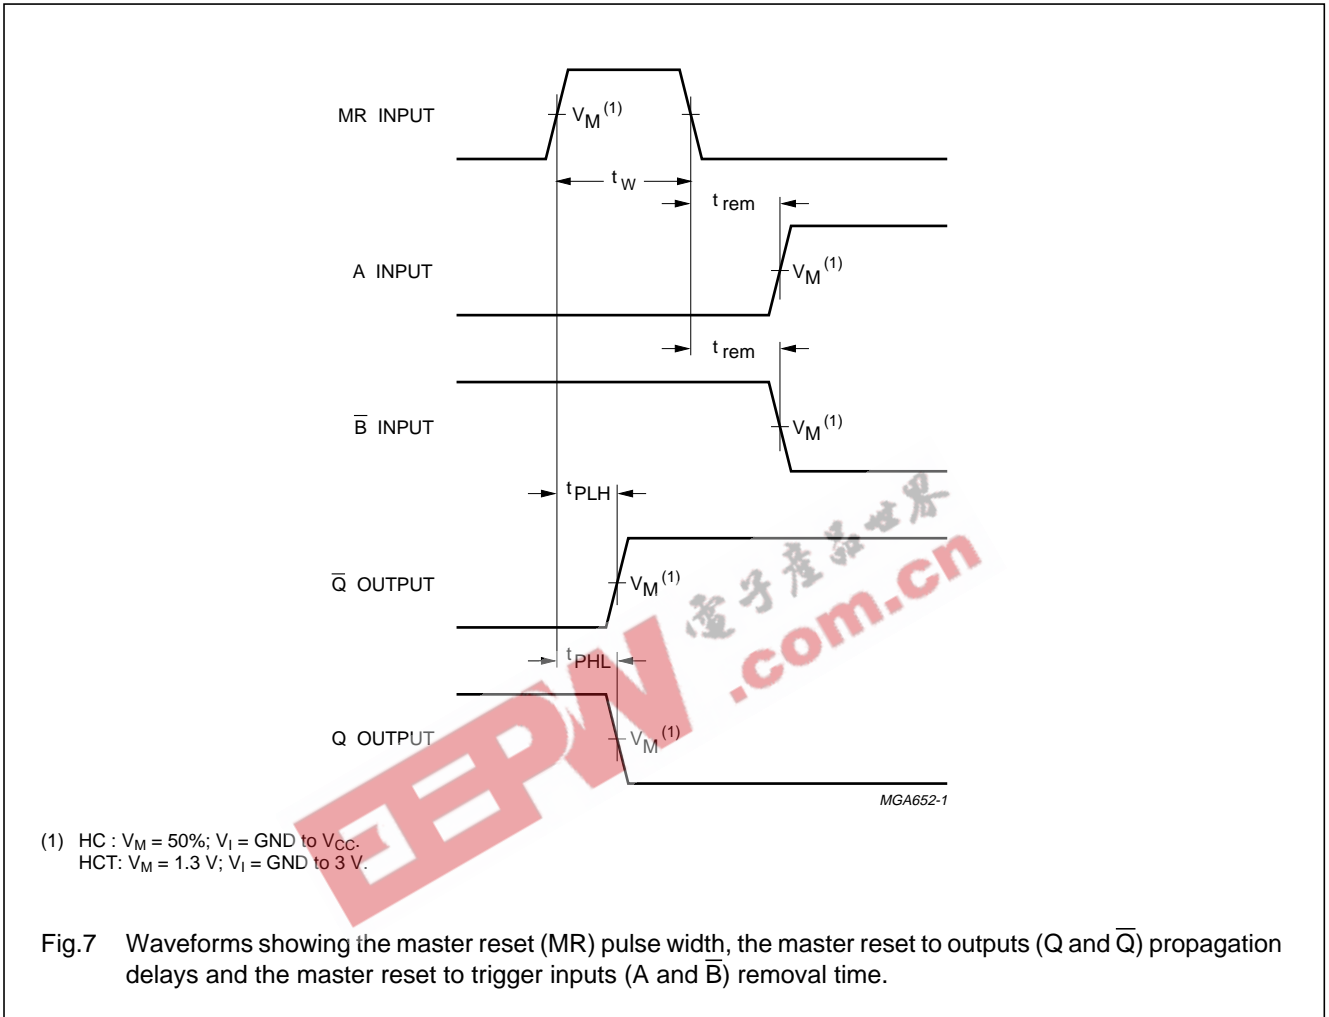 MR INPUT
V_M (1)
t_W
t_rem
A INPUT
V_M (1)
t_rem
B̅ INPUT
V_M (1)
t_PLH
Q̅ OUTPUT
V_M (1)
電子產品世界
.com.cn
t_PHL
EEPW
Q OUTPUT
V_M (1)
MGA652-1
(1) HC : V_M = 50%; V_I = GND to V_CC.
HCT: V_M = 1.3 V; V_I = GND to 3 V.
Fig.7 Waveforms showing the master reset (MR) pulse width, the master reset to outputs (Q and Q̅) propagation
delays and the master reset to trigger inputs (A and B̅) removal time.